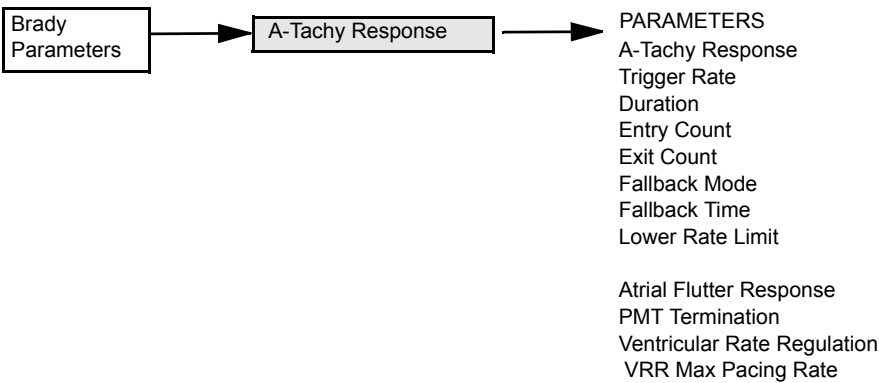 Brady
Parameters
A-Tachy Response
PARAMETERS
A-Tachy Response
Trigger Rate
Duration
Entry Count
Exit Count
Fallback Mode
Fallback Time
Lower Rate Limit
Atrial Flutter Response
PMT Termination
Ventricular Rate Regulation
VRR Max Pacing Rate